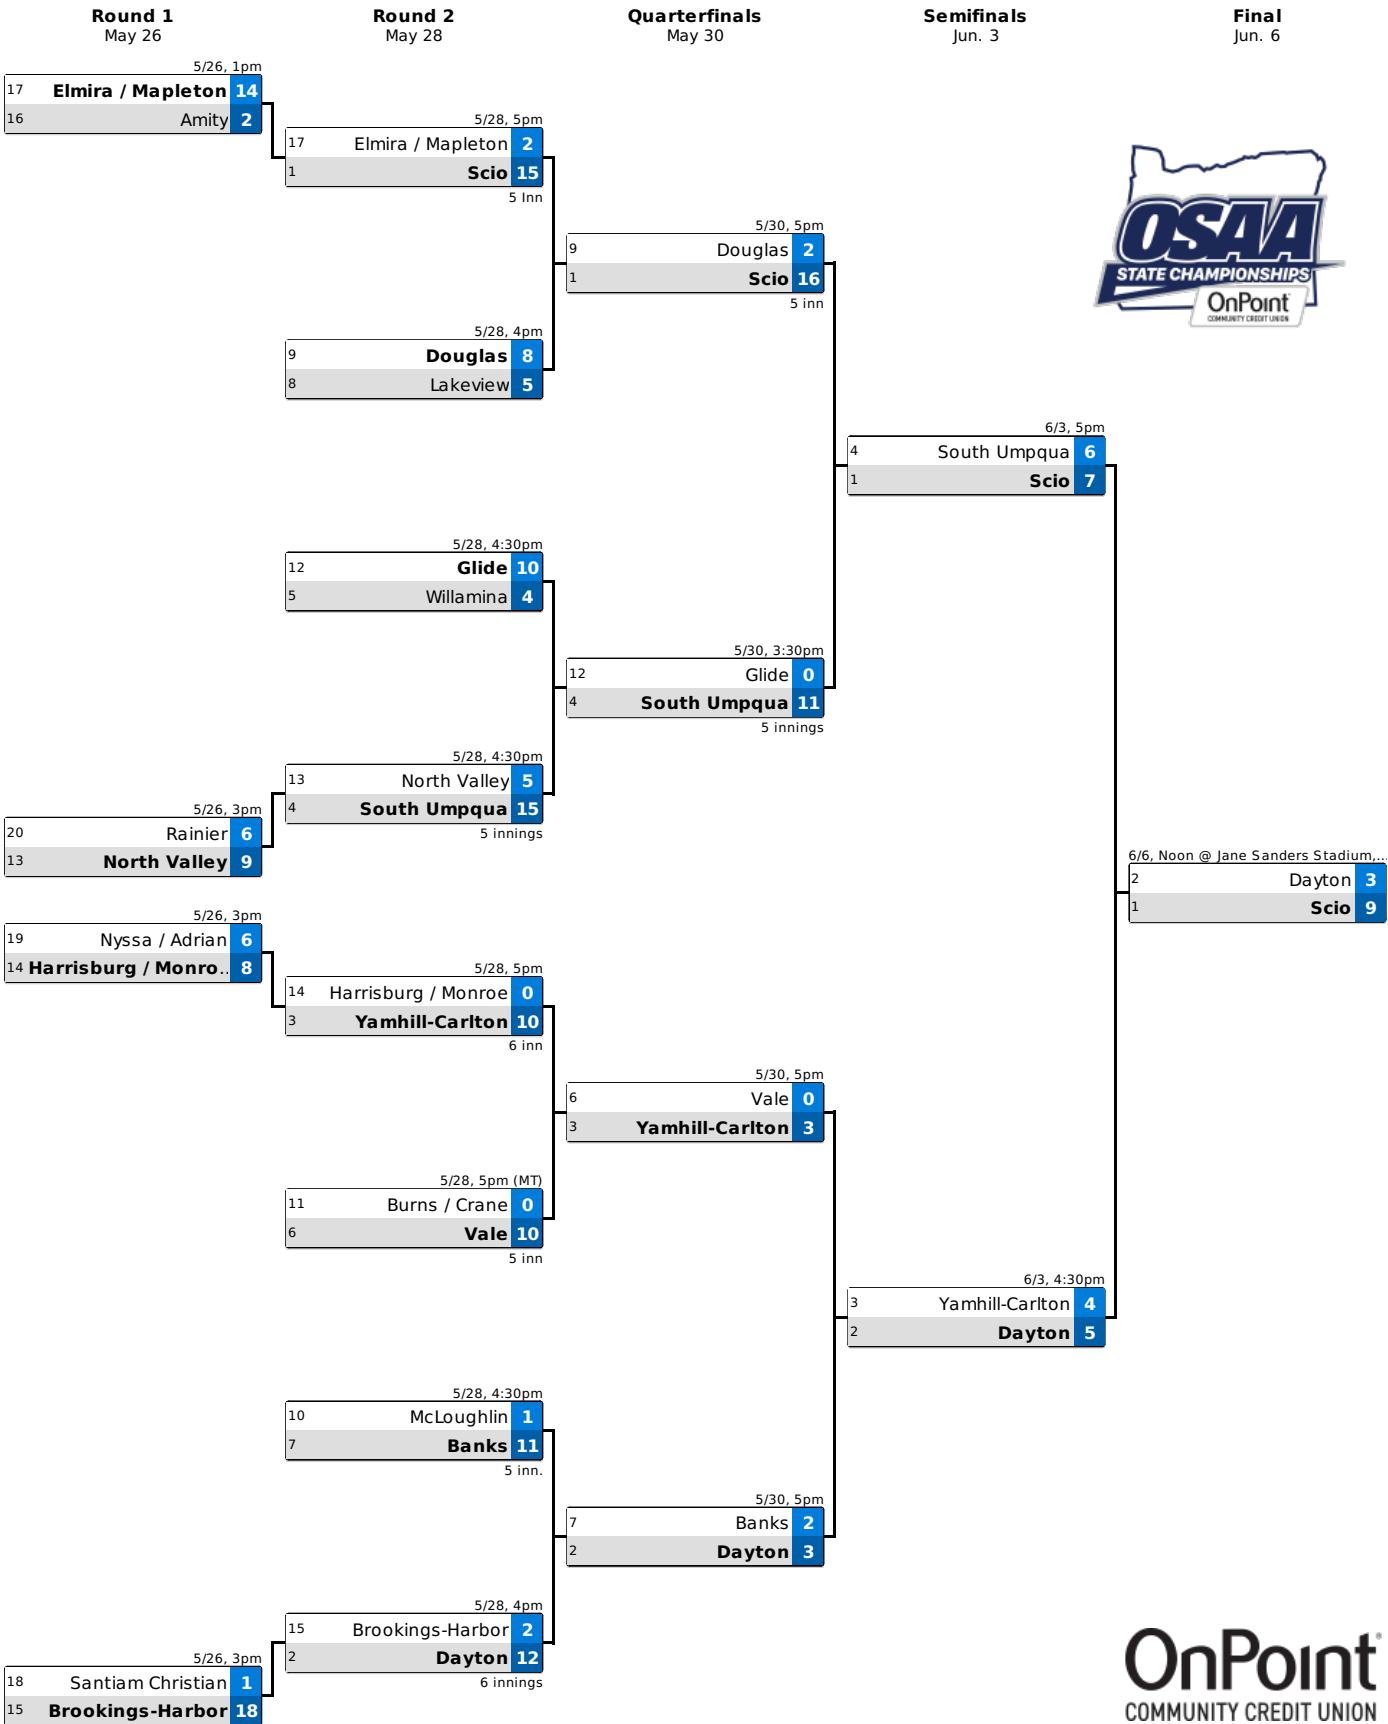 Round 1
May 26
Round 2
May 28
Quarterfinals
May 30
Semifinals
Jun. 3
Final
Jun. 6
5/26, 1pm
17 Elmira / Mapleton 14
16 Amity 2
5/28, 5pm
17 Elmira / Mapleton 2
1 Scio 15
5 Inn
5/30, 5pm
9 Douglas 2
1 Scio 16
5 inn
5/28, 4pm
9 Douglas 8
8 Lakeview 5
OSAA
STATE CHAMPIONSHIPS
OnPoint
COMMUNITY CREDIT UNION
6/3, 5pm
4 South Umpqua 6
1 Scio 7
5/28, 4:30pm
12 Glide 10
5 Willamina 4
5/30, 3:30pm
12 Glide 0
4 South Umpqua 11
5 innings
5/28, 4:30pm
13 North Valley 5
4 South Umpqua 15
5 innings
5/26, 3pm
20 Rainier 6
13 North Valley 9
6/6, Noon @ Jane Sanders Stadium,...
2 Dayton 3
1 Scio 9
5/26, 3pm
19 Nyssa / Adrian 6
14 Harrisburg / Monro.. 8
5/28, 5pm
14 Harrisburg / Monroe 0
3 Yamhill-Carlton 10
6 inn
5/30, 5pm
6 Vale 0
3 Yamhill-Carlton 3
5/28, 5pm (MT)
11 Burns / Crane 0
6 Vale 10
5 inn
6/3, 4:30pm
3 Yamhill-Carlton 4
2 Dayton 5
5/28, 4:30pm
10 McLoughlin 1
7 Banks 11
5 inn.
5/30, 5pm
7 Banks 2
2 Dayton 3
5/28, 4pm
15 Brookings-Harbor 2
2 Dayton 12
6 innings
5/26, 3pm
18 Santiam Christian 1
15 Brookings-Harbor 18
OnPoint®
COMMUNITY CREDIT UNION